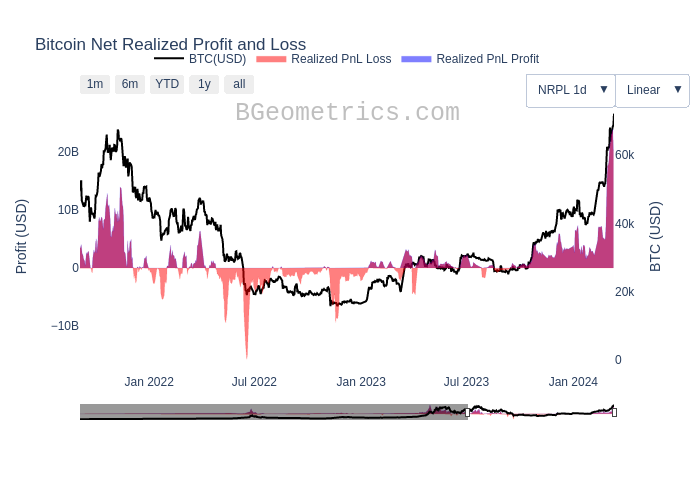 Bitcoin Net Realized Profit and Loss
BTC(USD) Realized PnL Loss Realized PnL Profit
1m 6m YTD 1y all NRPL 1d ▼ Linear ▼
BGeometrics.com
20B
10B
0
−10B
Profit (USD)
60k
40k
20k
0
BTC (USD)
Jan 2022 Jul 2022 Jan 2023 Jul 2023 Jan 2024